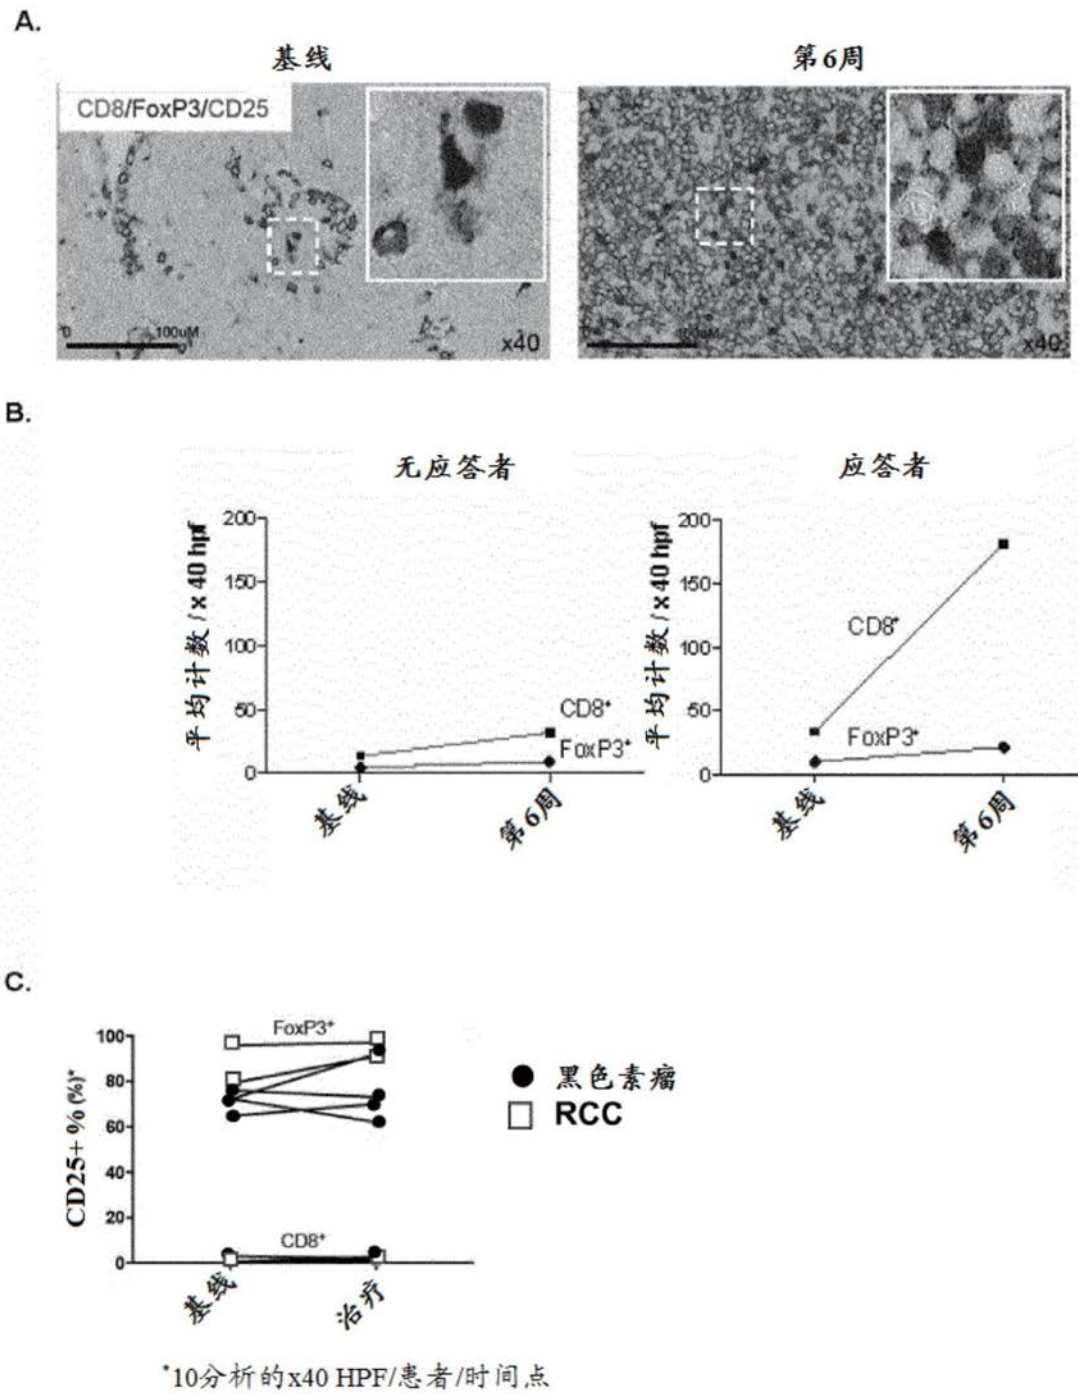 A.
基线
第6周
CD8/FoxP3/CD25
0
100uM
x40
x40
B.
无应答者
应答者
平均计数 / x 40 hpf
200
150
100
50
0
CD8+
FoxP3+
基线
第6周
平均计数 / x 40 hpf
200
150
100
50
0
CD8+
FoxP3+
基线
第6周
C.
CD25+ % (%)*
100
80
60
40
20
0
FoxP3+
CD8+
基线
治疗
黑色素瘤
RCC
*10分析的x40 HPF/患者/时间点